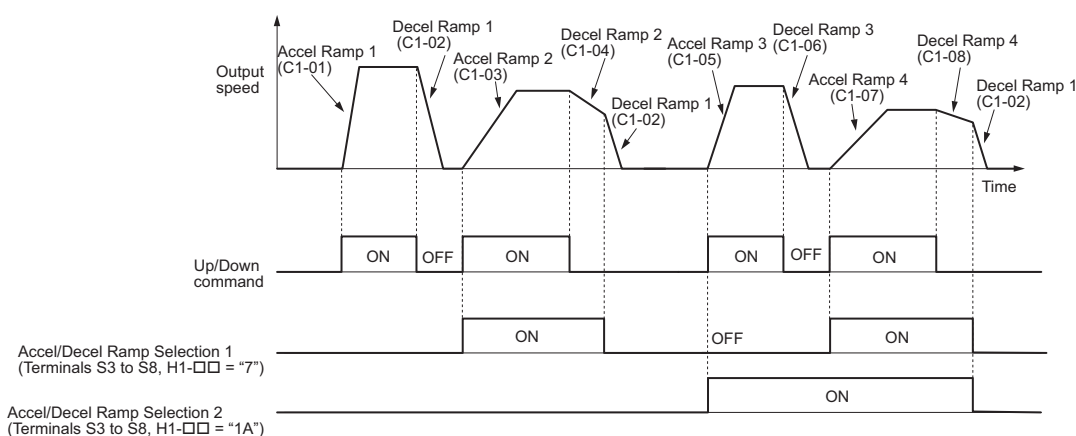 Output
speed
Accel Ramp 1
(C1-01)
Decel Ramp 1
(C1-02)
Accel Ramp 2
(C1-03)
Decel Ramp 2
(C1-04)
Decel Ramp 1
(C1-02)
Accel Ramp 3
(C1-05)
Decel Ramp 3
(C1-06)
Accel Ramp 4
(C1-07)
Decel Ramp 4
(C1-08)
Decel Ramp 1
(C1-02)
Time
Up/Down
command
ON
OFF
ON
ON
OFF
ON
Accel/Decel Ramp Selection 1
(Terminals S3 to S8, H1-□□ = “7”)
ON
OFF
ON
Accel/Decel Ramp Selection 2
(Terminals S3 to S8, H1-□□ = “1A”)
ON